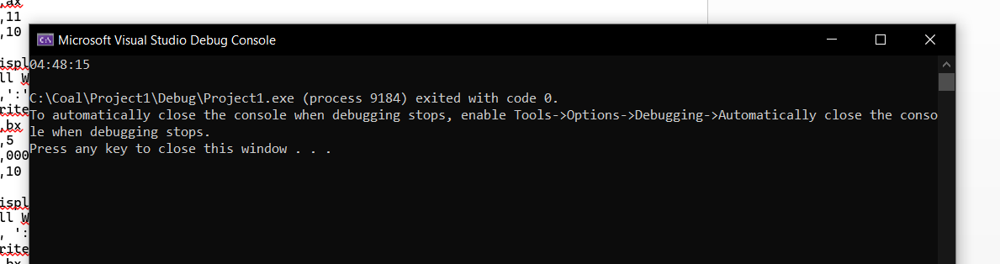 ,ax
,11
,10
Microsoft Visual Studio Debug Console
ispl
04:48:15
ll W
,':'
rite
C:\Coal\Project1\Debug\Project1.exe (process 9184) exited with code 0.
To automatically close the console when debugging stops, enable Tools->Options->Debugging->Automatically close the conso
,bx
le when debugging stops.
,5
Press any key to close this window . . .
,000
,10
ispl
ll W
, ':
rite
,bx